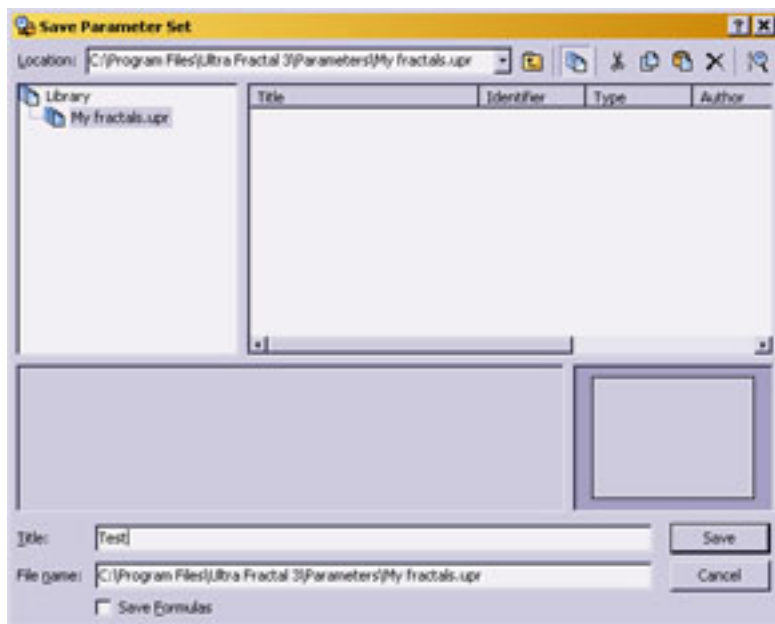 Save Parameter Set
Location: C:\Program Files\Ultra Fractal 3\Parameters\My fractals.upr
Library
My fractals.upr
Title Identifier Type Author
Title: Test
Save
File name: C:\Program Files\Ultra Fractal 3\Parameters\My fractals.upr
Cancel
Save Formulas